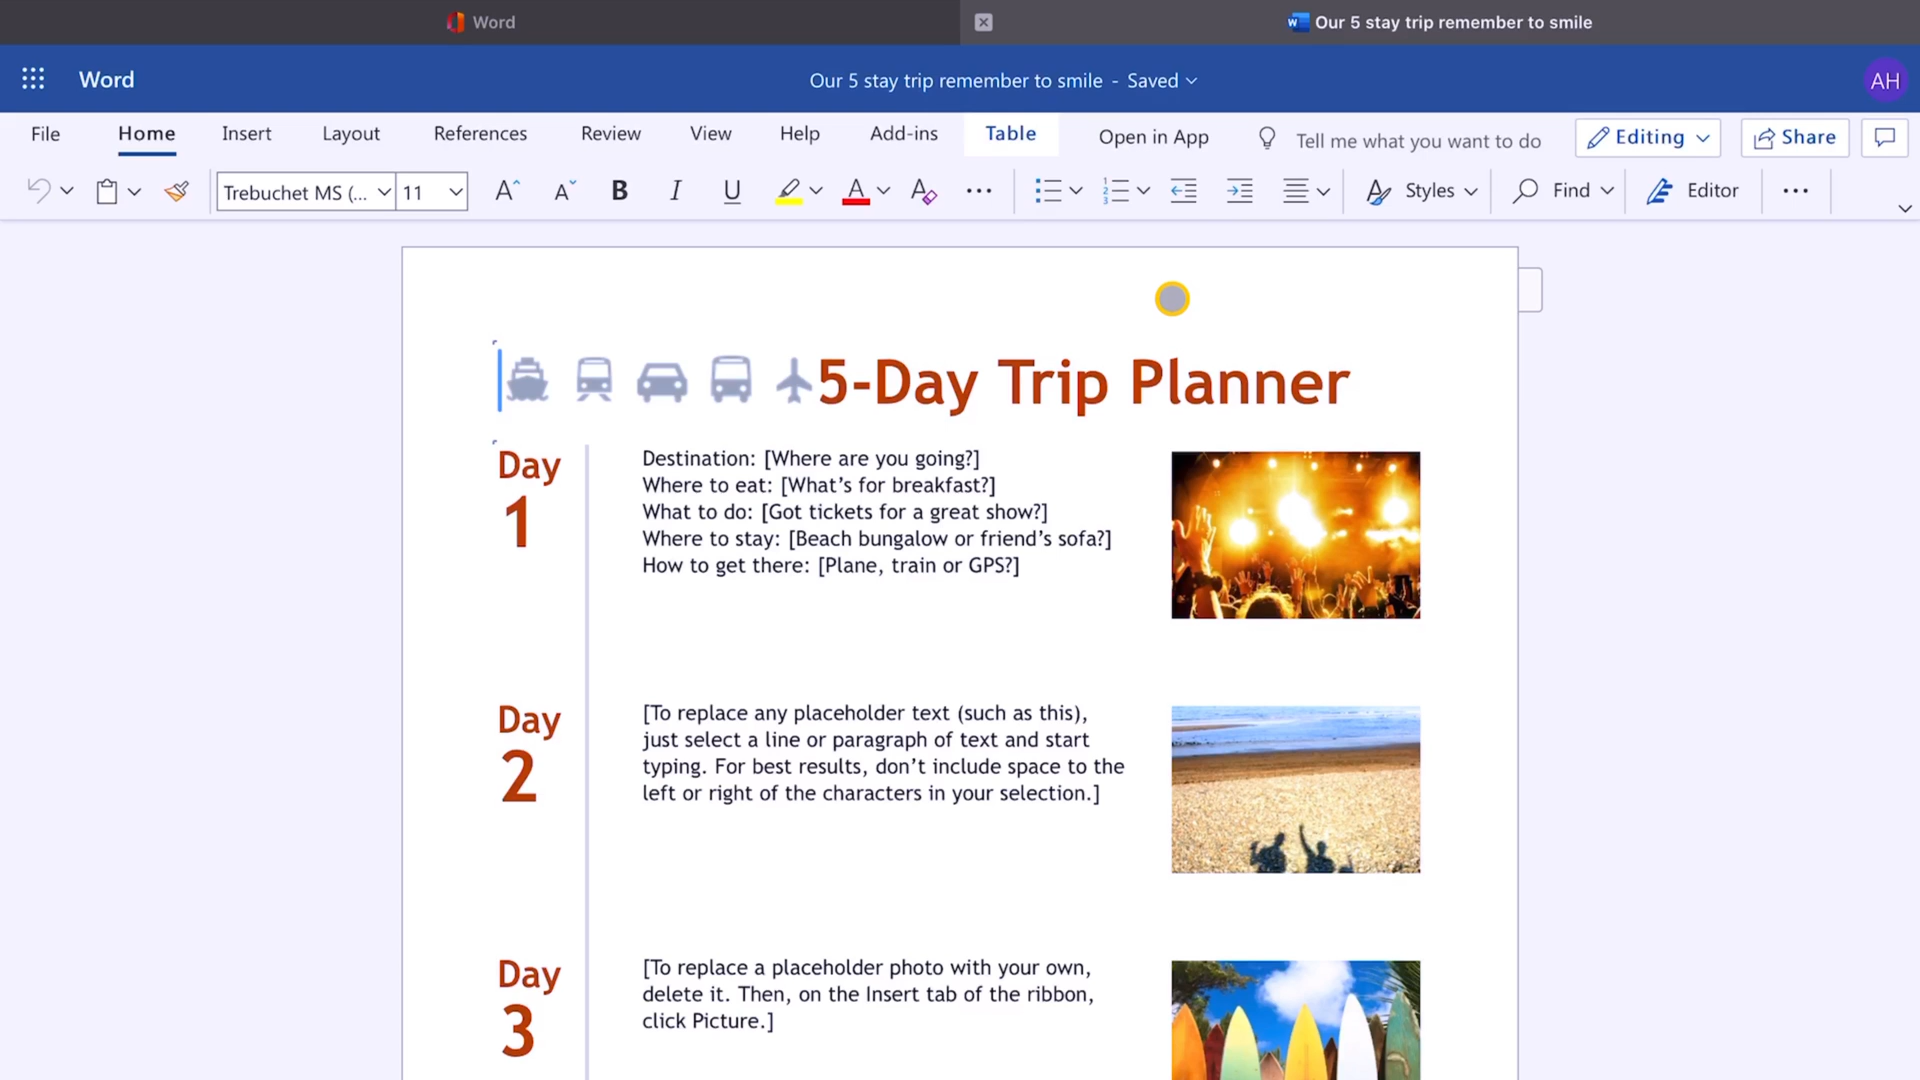 Word
Our 5 stay trip remember to smile
Word
Our 5 stay trip remember to smile - Saved
AH
File Home Insert Layout References Review View Help Add-ins Table Open in App Tell me what you want to do Editing Share
Trebuchet MS (... 11 B I U Styles Find Editor
5-Day Trip Planner
Day
1
Destination: [Where are you going?]
Where to eat: [What’s for breakfast?]
What to do: [Got tickets for a great show?]
Where to stay: [Beach bungalow or friend’s sofa?]
How to get there: [Plane, train or GPS?]
Day
2
[To replace any placeholder text (such as this),
just select a line or paragraph of text and start
typing. For best results, don’t include space to the
left or right of the characters in your selection.]
Day
3
[To replace a placeholder photo with your own,
delete it. Then, on the Insert tab of the ribbon,
click Picture.]